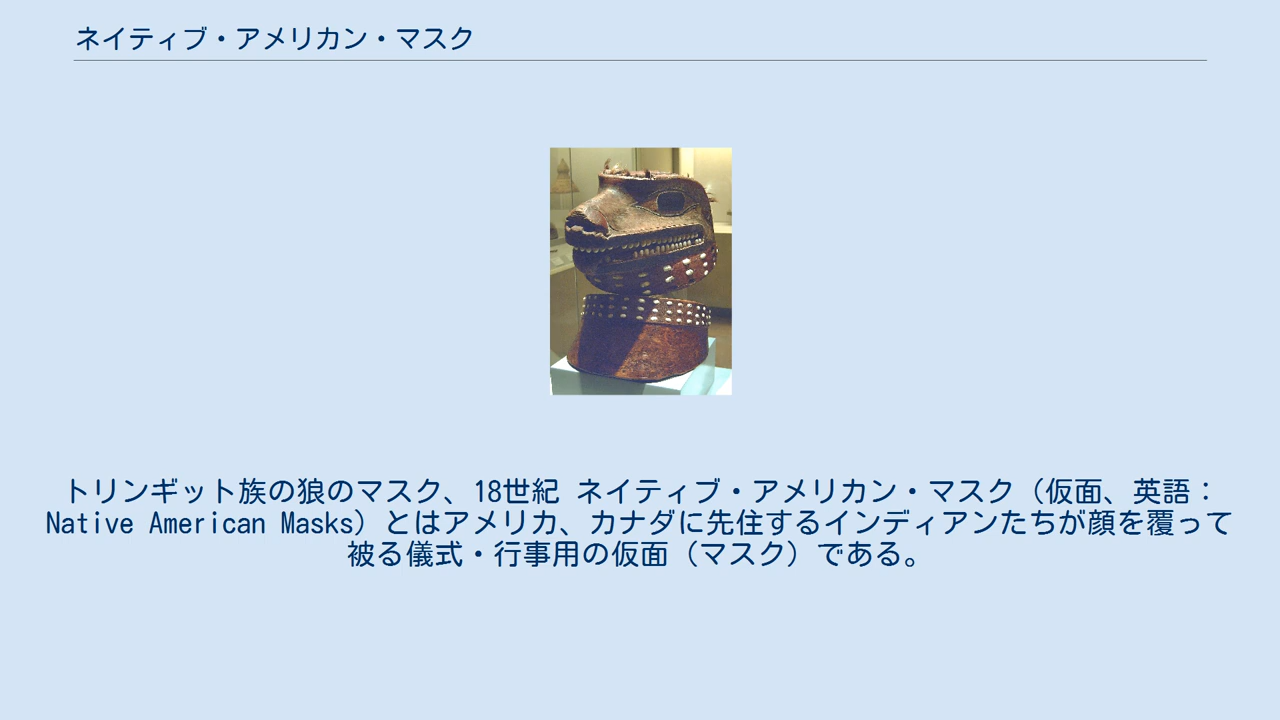 ネイティブ・アメリカン・マスク
トリンギット族の狼のマスク、18世紀 ネイティブ・アメリカン・マスク（仮面、英語：
Native American Masks）とはアメリカ、カナダに先住するインディアンたちが顔を覆って
被る儀式・行事用の仮面（マスク）である。